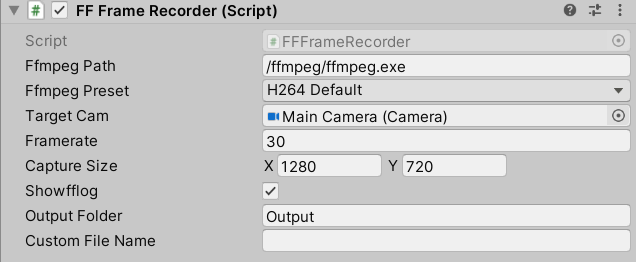 FF Frame Recorder (Script)
Script FFFrameRecorder
Ffmpeg Path /ffmpeg/ffmpeg.exe
Ffmpeg Preset H264 Default
Target Cam Main Camera (Camera)
Framerate 30
Capture Size X 1280 Y 720
Showfflog
Output Folder Output
Custom File Name